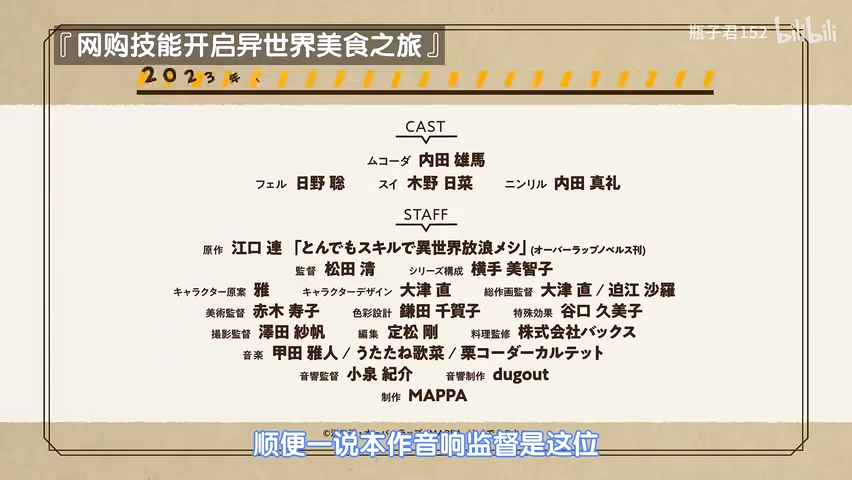 『网购技能开启异世界美食之旅』
瓶子君152 bilibili
2023年
CAST
ムコーダ 内田 雄馬
フェル 日野 聡 スイ 木野 日菜 ニンリル 内田 真礼
STAFF
原作 江口 連 「とんでもスキルで異世界放浪メシ」(オーバーラップノベルス刊)
監督 松田 清 シリーズ構成 横手 美智子
キャラクター原案 雅 キャラクターデザイン 大津 直 総作画監督 大津 直 / 迫江 沙羅
美術監督 赤木 寿子 色彩設計 鎌田 千賀子 特殊効果 谷口 久美子
撮影監督 澤田 紗帆 編集 定松 剛 料理監修 株式会社バックス
音楽 甲田 雅人 / うたたね歌菜 / 栗コーダーカルテット
音響監督 小泉 紀介 音響制作 dugout
制作 MAPPA
顺便一说本作音响监督是这位